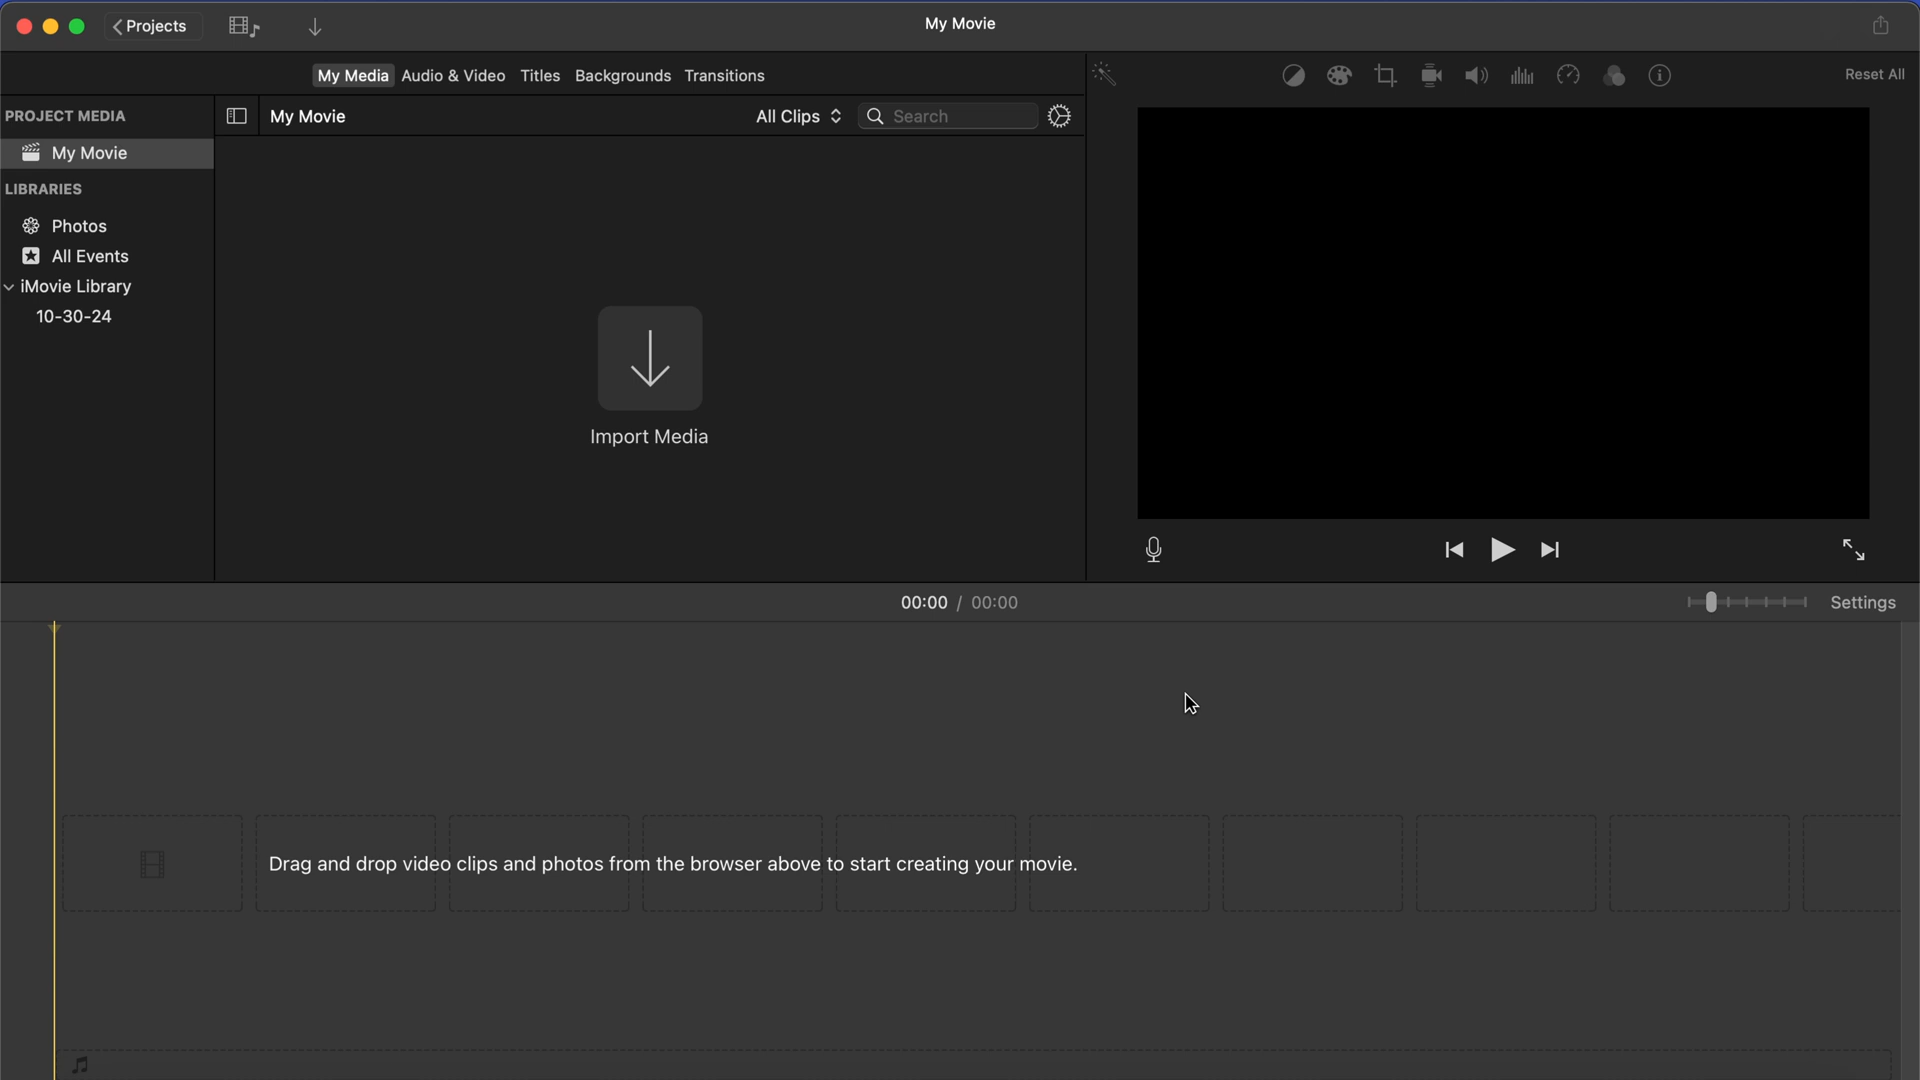 Projects
My Movie
My Media Audio & Video Titles Backgrounds Transitions
Reset All
PROJECT MEDIA
My Movie
LIBRARIES
Photos
All Events
iMovie Library
10-30-24
My Movie
All Clips
Search
Import Media
00:00 / 00:00
Settings
Drag and drop video clips and photos from the browser above to start creating your movie.